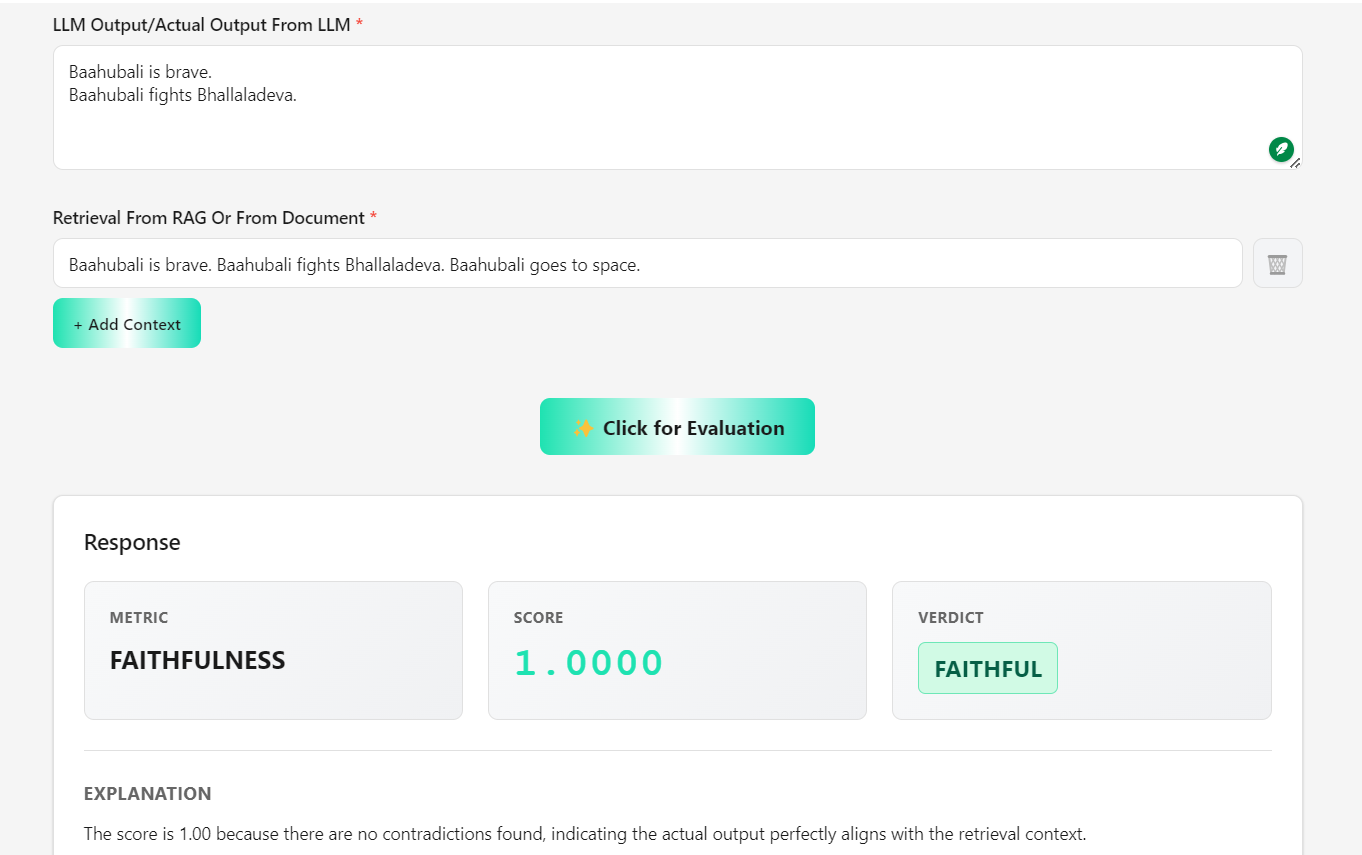 LLM Output/Actual Output From LLM *
Baahubali is brave.
Baahubali fights Bhallaladeva.
Retrieval From RAG Or From Document *
Baahubali is brave. Baahubali fights Bhallaladeva. Baahubali goes to space.
+ Add Context
✨ Click for Evaluation
Response
METRIC
FAITHFULNESS
SCORE
1.0000
VERDICT
FAITHFUL
EXPLANATION
The score is 1.00 because there are no contradictions found, indicating the actual output perfectly aligns with the retrieval context.